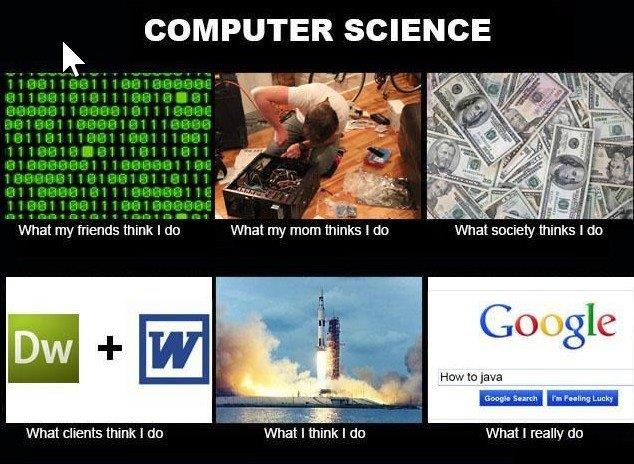 COMPUTER SCIENCE
What my friends think I do
What my mom thinks I do
What society thinks I do
Dw + W
Google
How to java
Google Search
I'm Feeling Lucky
What clients think I do
What I think I do
What I really do